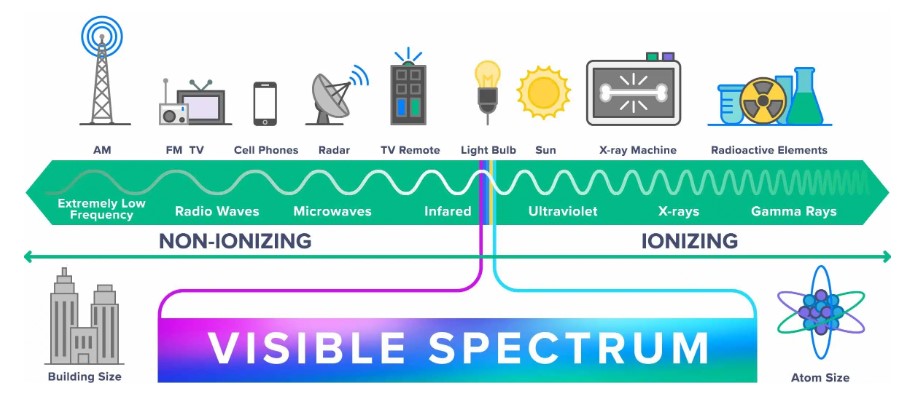 AM
FM TV
Cell Phones
Radar
TV Remote
Light Bulb
Sun
X-ray Machine
Radioactive Elements
Extremely Low
Frequency
Radio Waves
Microwaves
Infared
Ultraviolet
X-rays
Gamma Rays
NON-IONIZING
IONIZING
Building Size
VISIBLE SPECTRUM
Atom Size